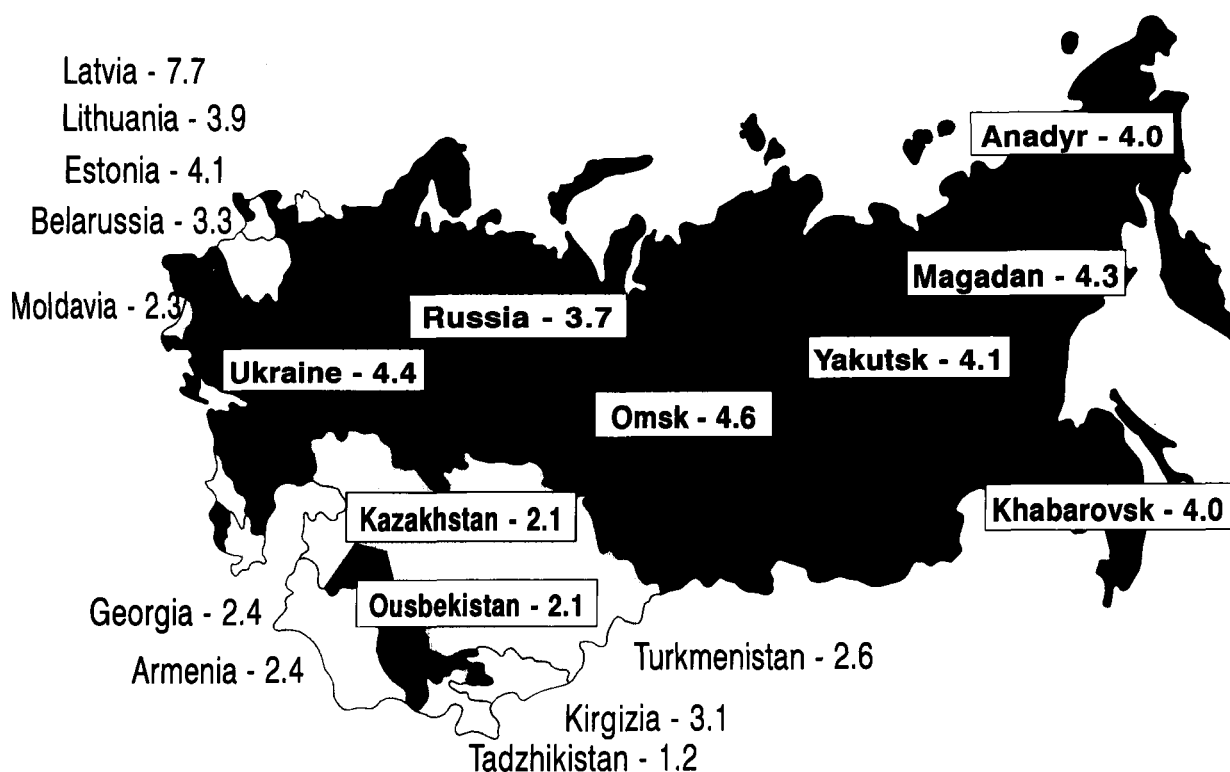 Latvia - 7.7
Lithuania - 3.9
Estonia - 4.1
Belarussia - 3.3
Moldavia - 2.3
Anadyr - 4.0
Magadan - 4.3
Russia - 3.7
Yakutsk - 4.1
Ukraine - 4.4
Omsk - 4.6
Kazakhstan - 2.1
Khabarovsk - 4.0
Ousbekistan - 2.1
Georgia - 2.4
Armenia - 2.4
Turkmenistan - 2.6
Kirgizia - 3.1
Tadzhikistan - 1.2